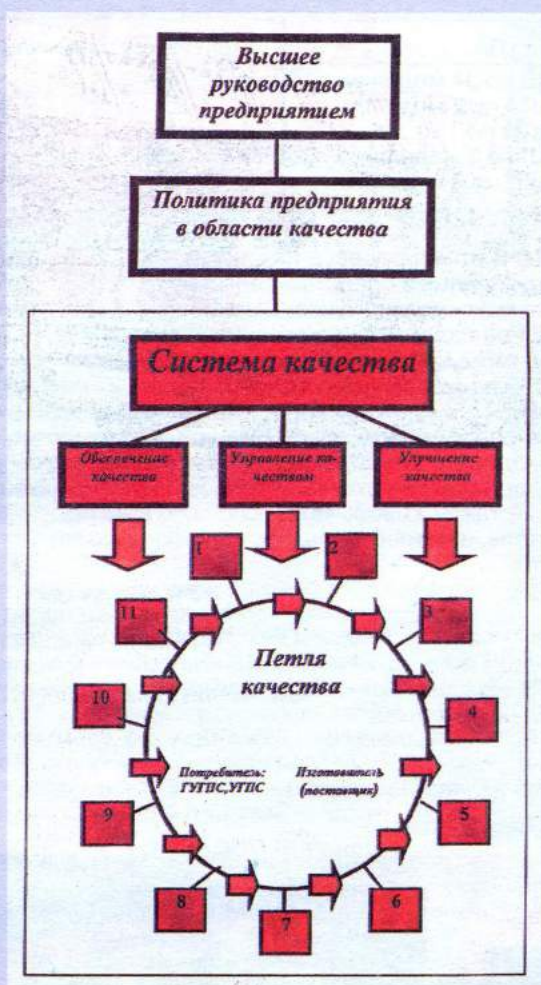 Высшее
руководство
предприятием
Политика предприятия
в области качества
Система качества
Обеспечение
качества
Управление ка-
чеством
Улучшение
качества
1
2
11
3
Петля
качества
10
4
Потребитель:
ГУГПС,УГПС
Изготовитель
(поставщик)
9
5
8
6
7